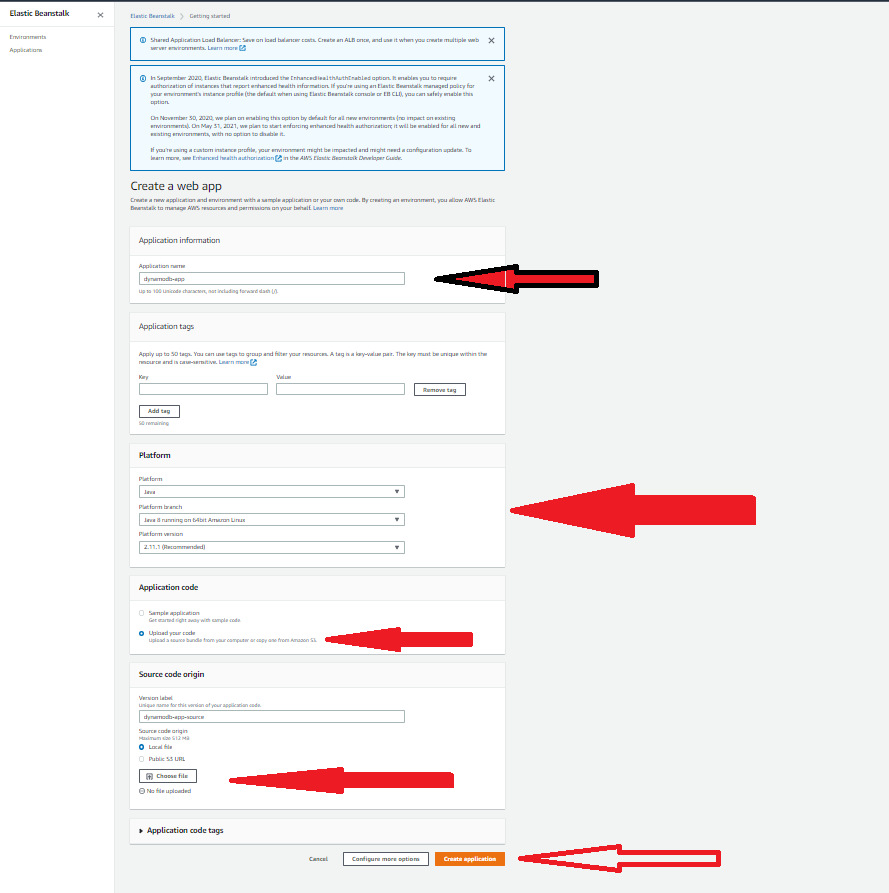 Elastic Beanstalk
Environments
Applications
Elastic Beanstalk > Getting started
Shared Application Load Balancer: Save on load balancer costs. Create an ALB once, and use it when you create multiple web
server environments. Learn more
In September 2020, Elastic Beanstalk introduced the EnhancedHealthAuthEnabled option. It enables you to require
authorization of instances that report enhanced health information. If you're using an Elastic Beanstalk managed policy for
your environment's instance profile (the default when using Elastic Beanstalk console or EB CLI), you can safely enable this
option.
On November 30, 2020, we plan on enabling this option by default for all new environments (no impact on existing
environments). On May 31, 2021, we plan to start enforcing enhanced health authorization; it will be enabled for all new and
existing environments, with no option to disable it.
If you're using a custom instance profile, your environment might be impacted and might need a configuration update. To
learn more, see Enhanced health authorization in the AWS Elastic Beanstalk Developer Guide.
Create a web app
Create a new application and environment with a sample application or your own code. By creating an environment, you allow AWS Elastic
Beanstalk to manage AWS resources and permissions on your behalf. Learn more
Application information
Application name
dynamodb-app
Up to 100 Unicode characters, not including forward slash (/).
Application tags
Apply up to 50 tags. You can use tags to group and filter your resources. A tag is a key-value pair. The key must be unique within the
resource and is case-sensitive. Learn more
Key Value
Remove tag
Add tag
50 remaining
Platform
Platform
Java
Platform branch
Java 8 running on 64bit Amazon Linux
Platform version
2.11.1 (Recommended)
Application code
Sample application
Get started right away with sample code.
Upload your code
Upload a source bundle from your computer or copy one from Amazon S3.
Source code origin
Version label
Unique name for this version of your application code.
dynamodb-app-source
Source code origin
Maximum size 512 MB
Local file
Public S3 URL
Choose file
No file uploaded
Application code tags
Cancel Configure more options Create application